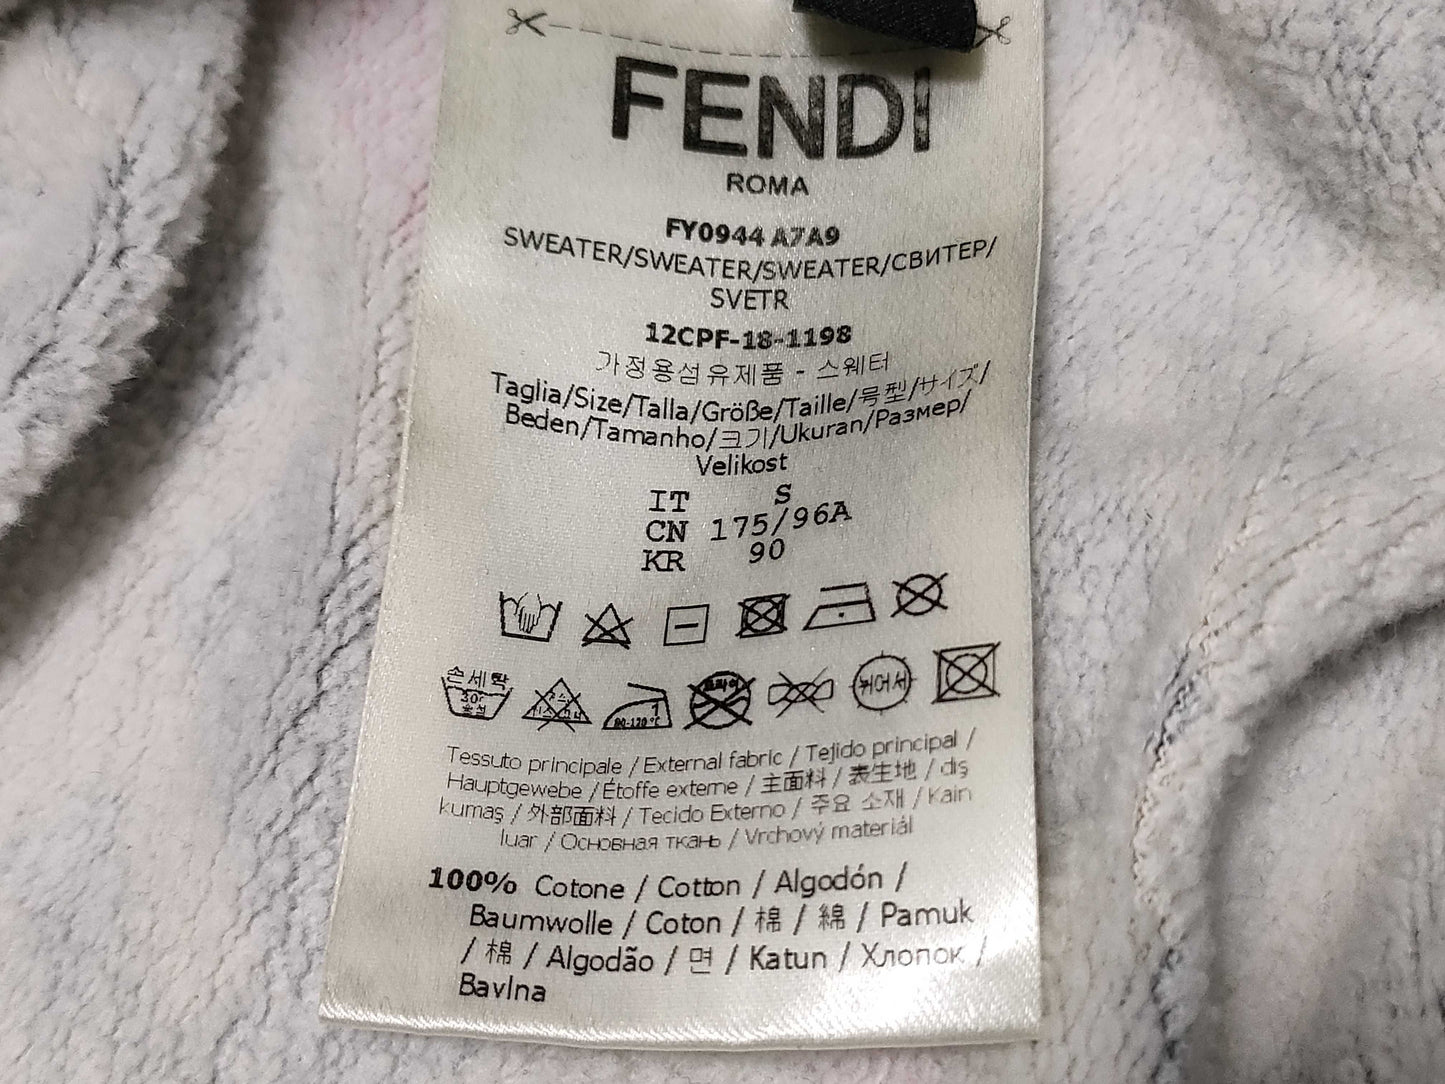 FENDI
ROMA
FY0944 A7A9
SWEATER/SWEATER/SWEATER/СВИТЕР/
SVETR
12CPF-18-1198
가정용섬유제품 - 스웨터
Taglia/Size/Talla/Größe/Taille/号型/サイズ/
Beden/Tamanho/크기/Ukuran/Размер/
Velikost
IT S
CN 175/96A
KR 90
손세탁
80-120℃
뉘어서
Tessuto principale / External fabric / Tejido principal /
Hauptgewebe / Étoffe externe / 主面料 / 表生地 / dış
kumaş / 外部面料 / Tecido Externo / 주요 소재 / Kain
luar / Основная ткань / Vrchový materiál
100% Cotone / Cotton / Algodón /
Baumwolle / Coton / 棉 / 綿 / Pamuk
/ 棉 / Algodão / 면 / Katun / Хлопок /
Bavlna